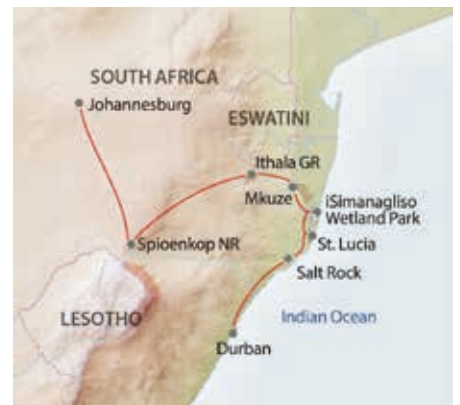 SOUTH AFRICA
Johannesburg
ESWATINI
Ithala GR
Mkuze
iSimanagliso
Wetland Park
Spioenkop NR
St. Lucia
Salt Rock
LESOTHO
Indian Ocean
Durban